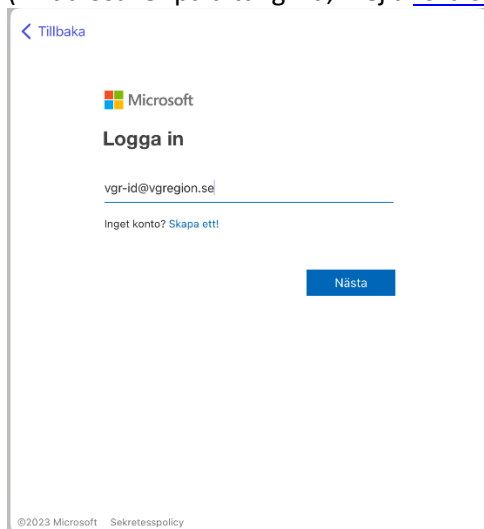 Tillbaka
Microsoft
Logga in
vgr-id@vgregion.se
Inget konto? Skapa ett!
Nästa
©2023 Microsoft Sekretesspolicy